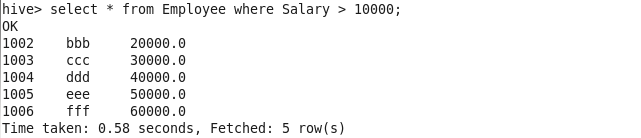 hive> select * from Employee where Salary > 10000;
OK
1002    bbb     20000.0
1003    ccc     30000.0
1004    ddd     40000.0
1005    eee     50000.0
1006    fff     60000.0
Time taken: 0.58 seconds, Fetched: 5 row(s)